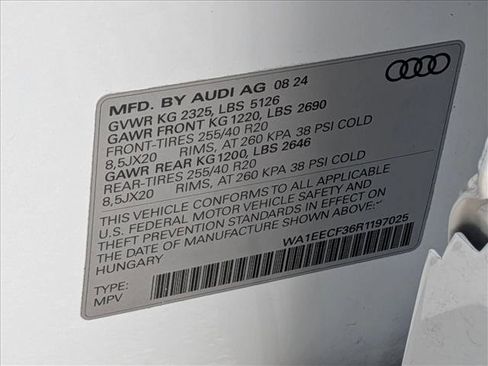 MFD. BY AUDI AG 08 24
GVWR KG 2325, LBS 5126
GAWR FRONT KG 1220, LBS 2690
FRONT-TIRES 255/40 R20
8,5JX20 RIMS, AT 260 KPA 38 PSI COLD
GAWR REAR KG 1200, LBS 2646
REAR-TIRES 255/40 R20
8,5JX20 RIMS, AT 260 KPA 38 PSI COLD
THIS VEHICLE CONFORMS TO ALL APPLICABLE
U.S. FEDERAL MOTOR VEHICLE SAFETY AND
THEFT PREVENTION STANDARDS IN EFFECT ON
THE DATE OF MANUFACTURE SHOWN ABOVE.
HUNGARY
WA1EECF36R1197025
TYPE:
MPV